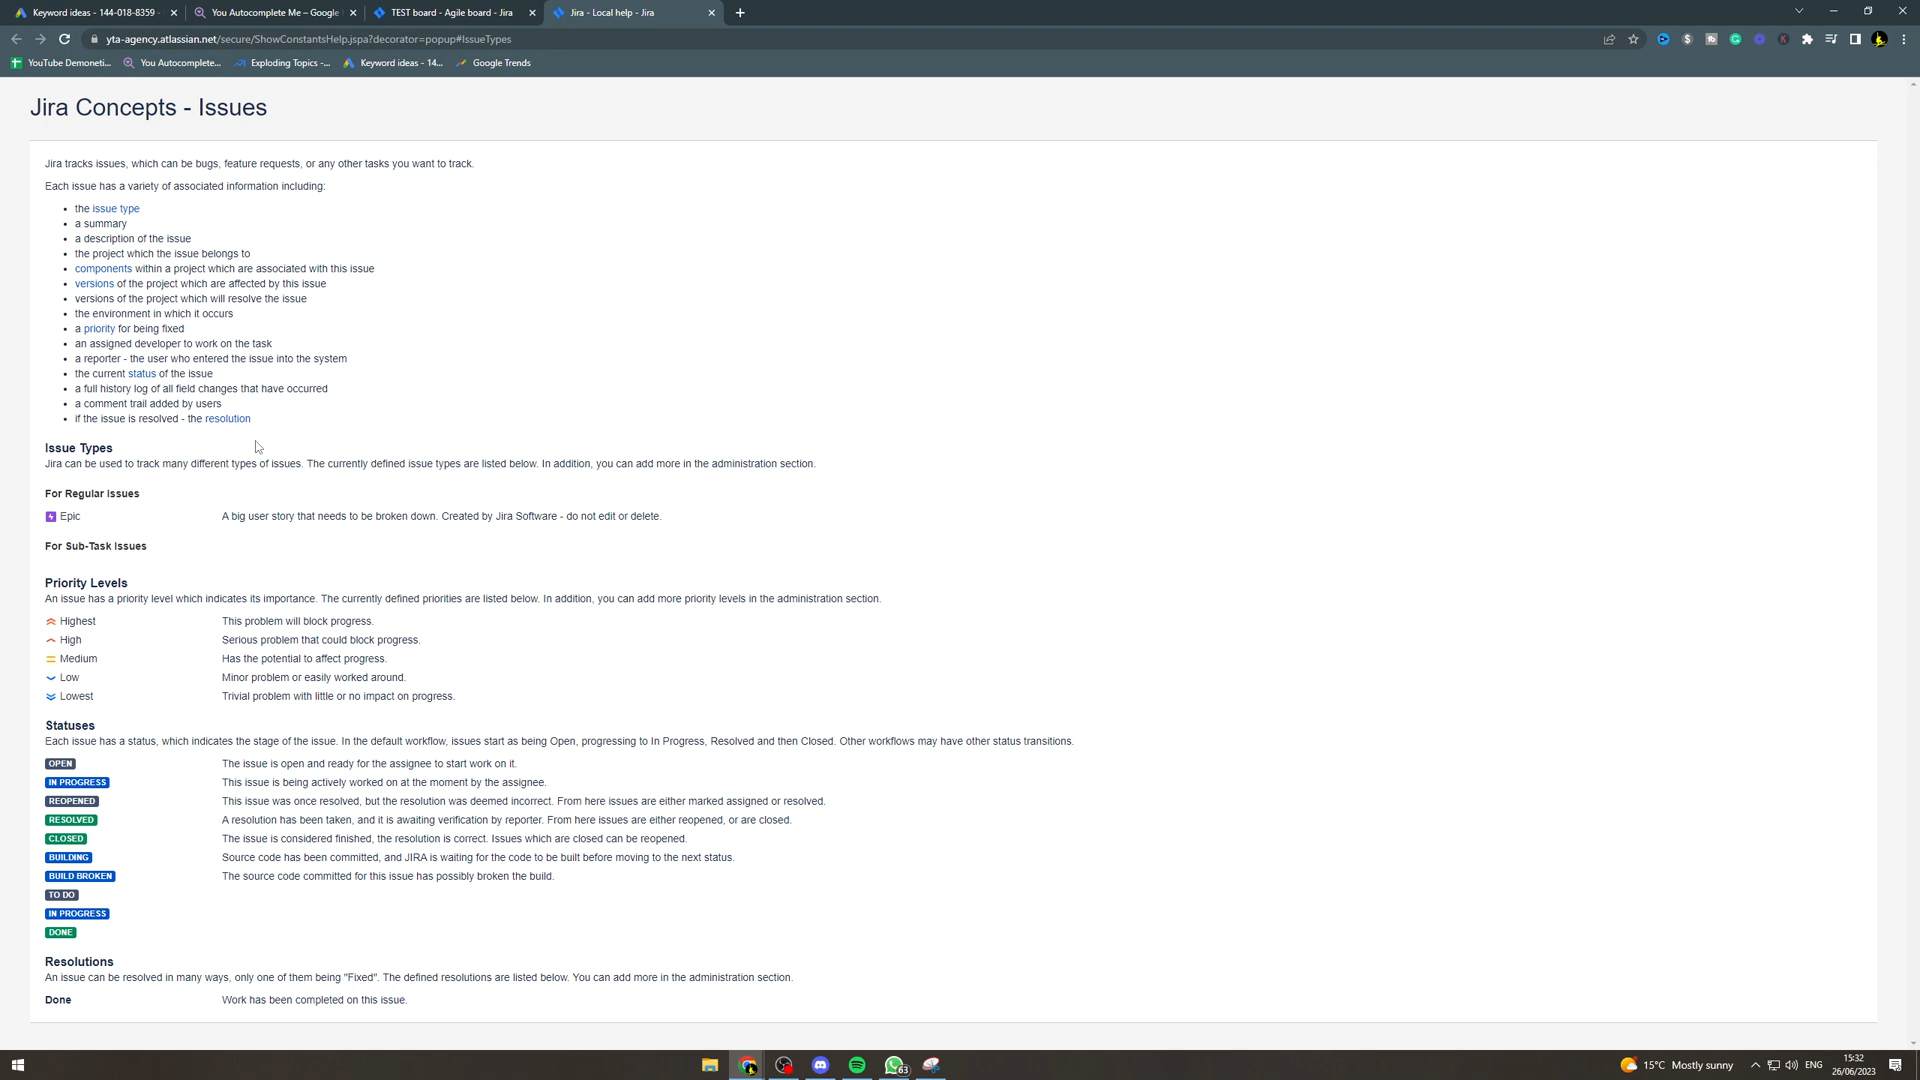 Keyword ideas - 144-018-8359 -
You Autocomplete Me – Google
TEST board - Agile board - Jira
Jira - Local help - Jira
yta-agency.atlassian.net/secure/ShowConstantsHelp.jspa?decorator=popup#IssueTypes
YouTube Demoneti...
You Autocomplete...
Exploding Topics -...
Keyword ideas - 14...
Google Trends
Jira Concepts - Issues
Jira tracks issues, which can be bugs, feature requests, or any other tasks you want to track.
Each issue has a variety of associated information including:
• the issue type
• a summary
• a description of the issue
• the project which the issue belongs to
• components within a project which are associated with this issue
• versions of the project which are affected by this issue
• versions of the project which will resolve the issue
• the environment in which it occurs
• a priority for being fixed
• an assigned developer to work on the task
• a reporter - the user who entered the issue into the system
• the current status of the issue
• a full history log of all field changes that have occurred
• a comment trail added by users
• if the issue is resolved - the resolution
Issue Types
Jira can be used to track many different types of issues. The currently defined issue types are listed below. In addition, you can add more in the administration section.
For Regular Issues
Epic A big user story that needs to be broken down. Created by Jira Software - do not edit or delete.
For Sub-Task Issues
Priority Levels
An issue has a priority level which indicates its importance. The currently defined priorities are listed below. In addition, you can add more priority levels in the administration section.
Highest This problem will block progress.
High Serious problem that could block progress.
Medium Has the potential to affect progress.
Low Minor problem or easily worked around.
Lowest Trivial problem with little or no impact on progress.
Statuses
Each issue has a status, which indicates the stage of the issue. In the default workflow, issues start as being Open, progressing to In Progress, Resolved and then Closed. Other workflows may have other status transitions.
OPEN The issue is open and ready for the assignee to start work on it.
IN PROGRESS This issue is being actively worked on at the moment by the assignee.
REOPENED This issue was once resolved, but the resolution was deemed incorrect. From here issues are either marked assigned or resolved.
RESOLVED A resolution has been taken, and it is awaiting verification by reporter. From here issues are either reopened, or are closed.
CLOSED The issue is considered finished, the resolution is correct. Issues which are closed can be reopened.
BUILDING Source code has been committed, and JIRA is waiting for the code to be built before moving to the next status.
BUILD BROKEN The source code committed for this issue has possibly broken the build.
TO DO
IN PROGRESS
DONE
Resolutions
An issue can be resolved in many ways, only one of them being "Fixed". The defined resolutions are listed below. You can add more in the administration section.
Done Work has been completed on this issue.
63
15°C Mostly sunny
ENG
15:32
26/06/2023